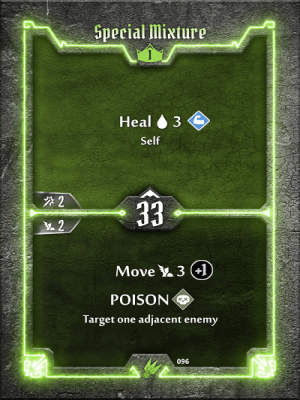 Special Mixture
1
Heal 3
Self
2
33
2
Move 3 +1
POISON
Target one adjacent enemy
096